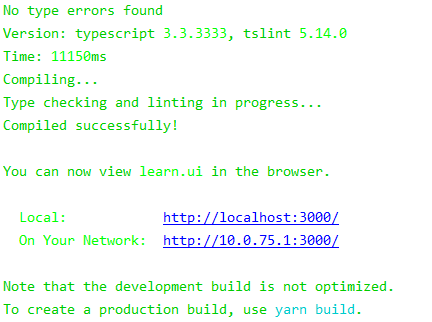 No type errors found
Version: typescript 3.3.3333, tslint 5.14.0
Time: 11150ms
Compiling...
Type checking and linting in progress...
Compiled successfully!
You can now view learn.ui in the browser.
Local: http://localhost:3000/
On Your Network: http://10.0.75.1:3000/
Note that the development build is not optimized.
To create a production build, use yarn build.